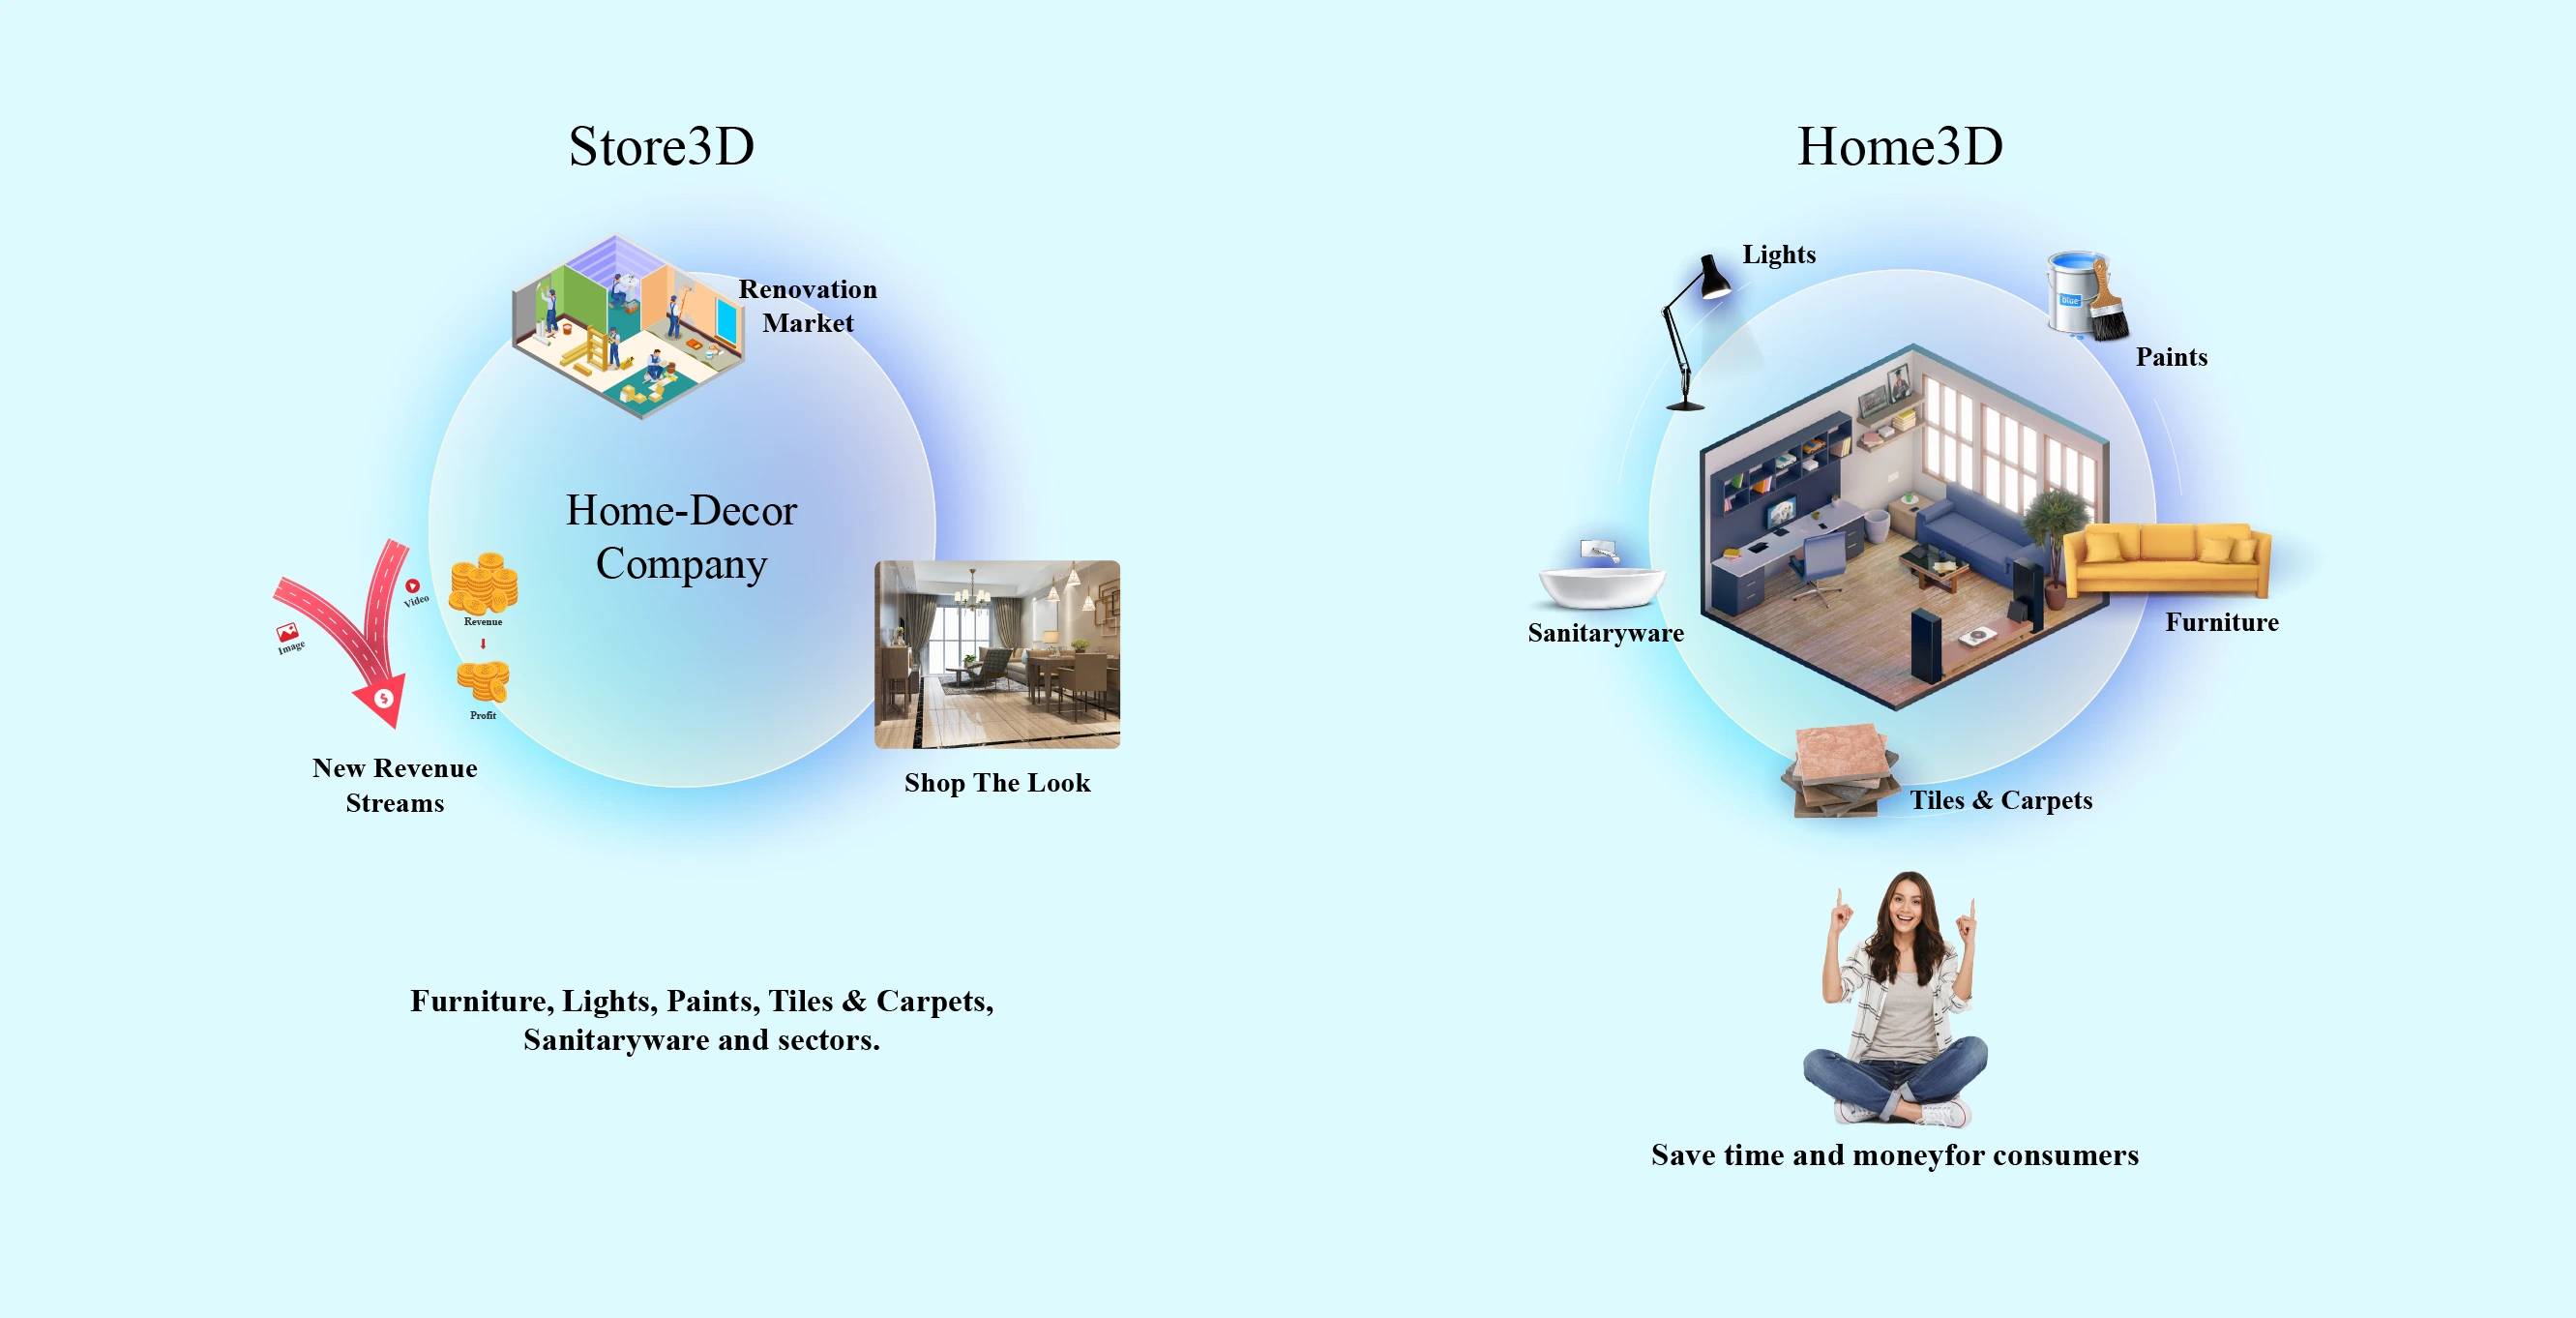 Store3D
Renovation
Market
Home-Decor
Company
Video
Image
Revenue
Profit
New Revenue
Streams
Shop The Look
Furniture, Lights, Paints, Tiles & Carpets,
Sanitaryware and sectors.
Home3D
Lights
blue
Paints
Sanitaryware
Furniture
Tiles & Carpets
Save time and moneyfor consumers